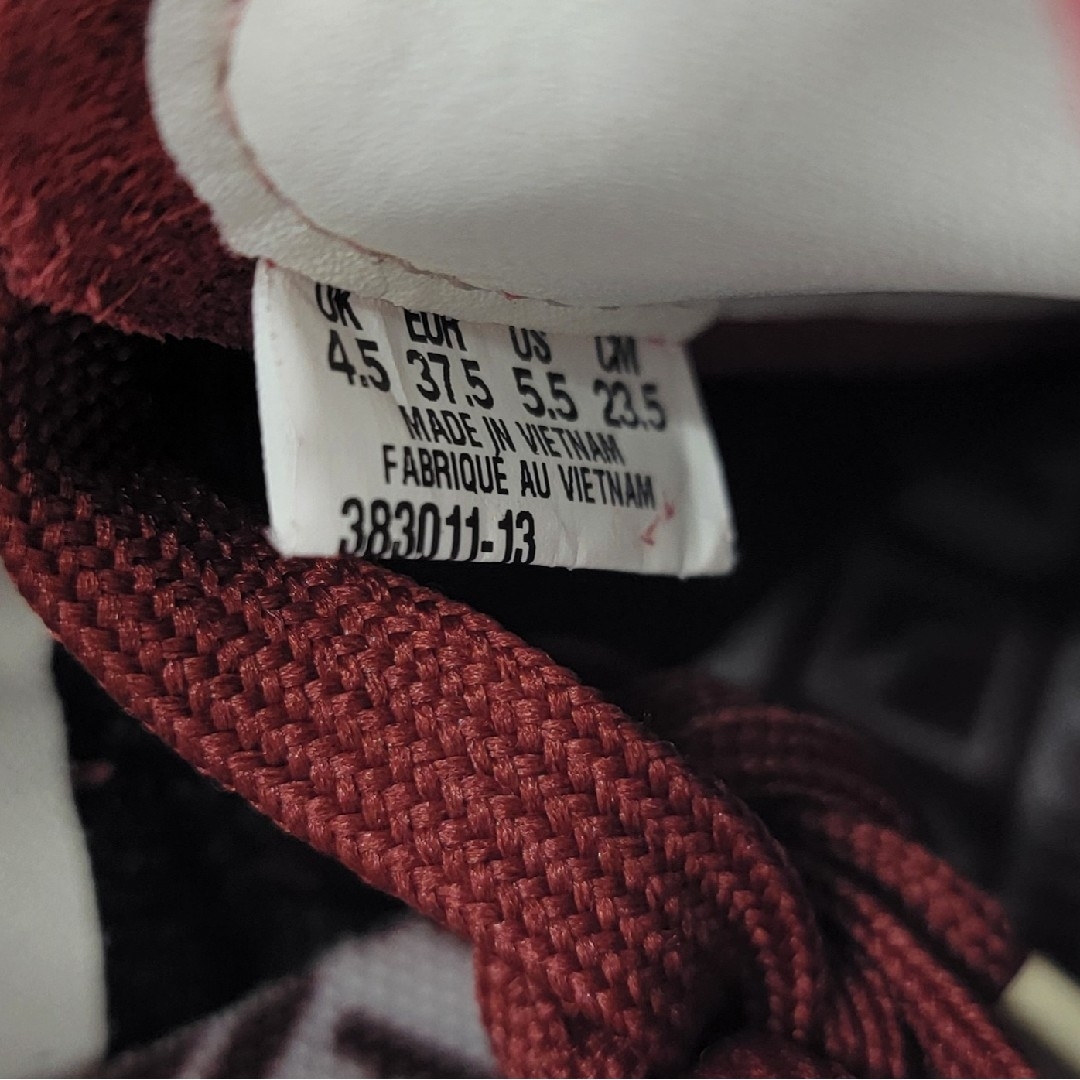 UK EUR US CM
4.5 37.5 5.5 23.5
MADE IN VIETNAM
FABRIQUÉ AU VIETNAM
383011-13